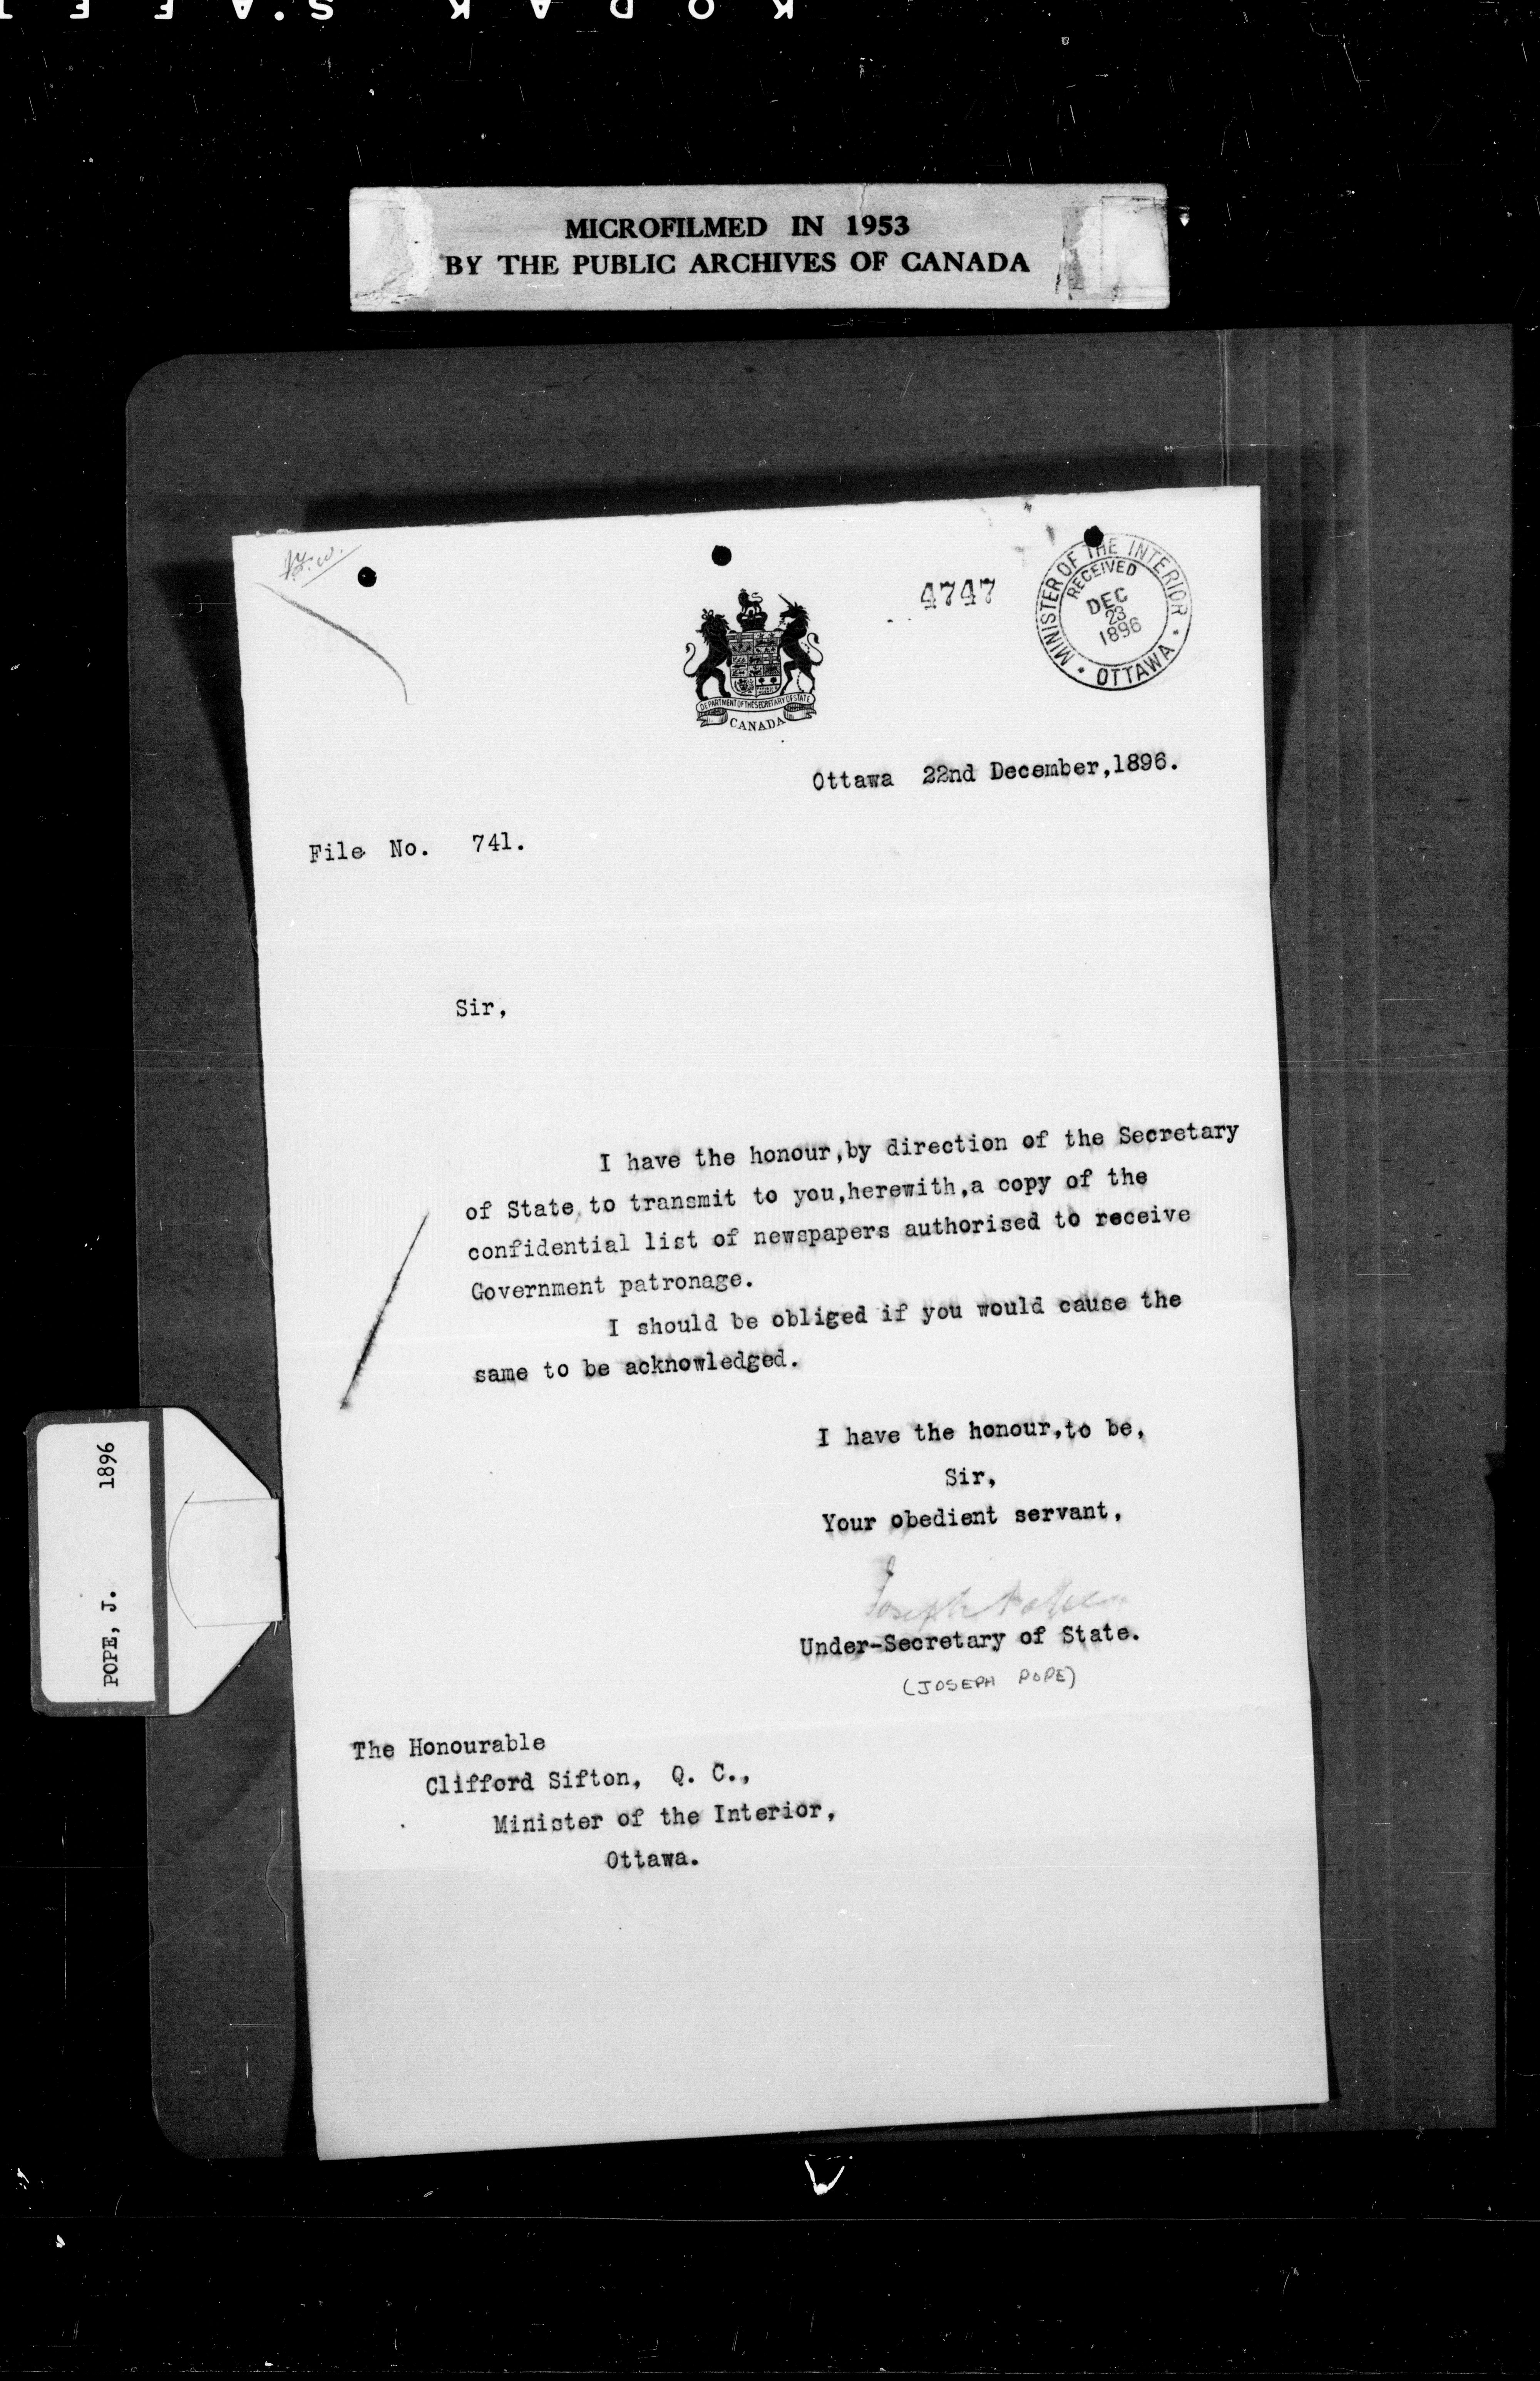 KODAK SAFE
MICROFILMED IN 1953
BY THE PUBLIC ARCHIVES OF CANADA
4747
MINISTER OF THE INTERIOR
RECEIVED
DEC
23
1896
OTTAWA
DEPARTMENT OF THE SECRETARY OF STATE
CANADA
Ottawa 22nd December,1896.
File No. 741.
Sir,
I have the honour,by direction of the Secretary
of State, to transmit to you,herewith,a copy of the
confidential list of newspapers authorised to receive
Government patronage.
I should be obliged if you would cause the
same to be acknowledged.
I have the honour,to be,
Sir,
Your obedient servant,
Joseph Pope
Under-Secretary of State.
(JOSEPH POPE)
The Honourable
Clifford Sifton, Q. C.,
Minister of the Interior,
Ottawa.
POPE, J. 1896